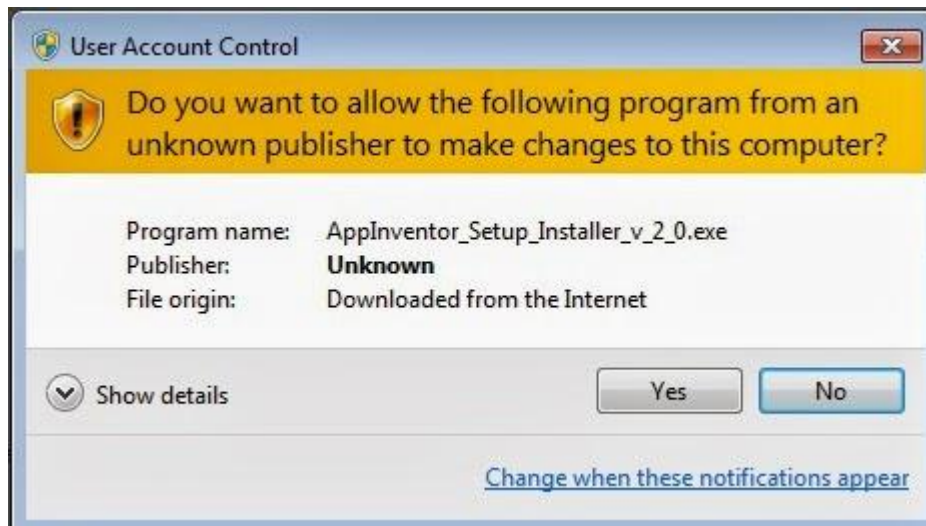 User Account Control
Do you want to allow the following program from an
unknown publisher to make changes to this computer?
Program name: AppInventor_Setup_Installer_v_2_0.exe
Publisher: Unknown
File origin: Downloaded from the Internet
Show details Yes No
Change when these notifications appear